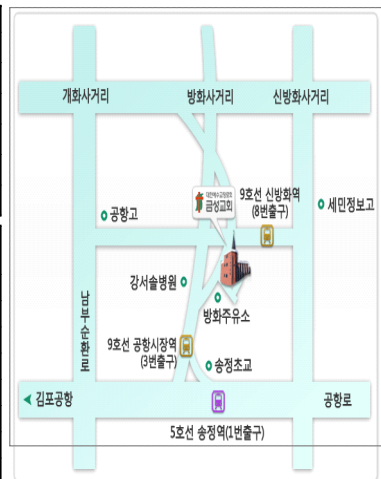 개화사거리
방화사거리
신방화사거리
대한예수교장로회
금성교회
9호선 신방화역
(8번출구)
세민정보고
공항고
강서솔병원
방화주유소
남부순환로
9호선 공항시장역
(3번출구)
송정초교
김포공항
공항로
5호선 송정역(1번출구)